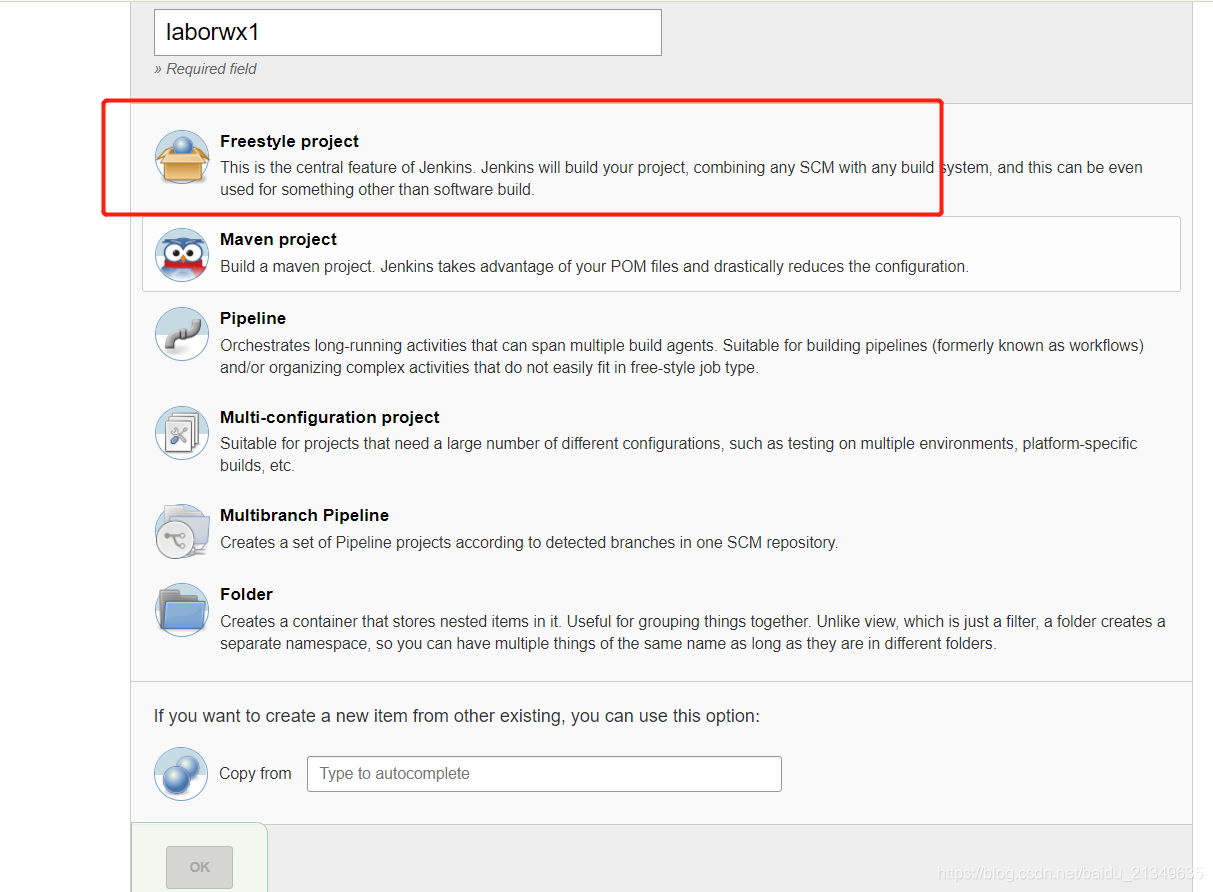 laborwx1
» Required field
Freestyle project
This is the central feature of Jenkins. Jenkins will build your project, combining any SCM with any build system, and this can be even
used for something other than software build.
Maven project
Build a maven project. Jenkins takes advantage of your POM files and drastically reduces the configuration.
Pipeline
Orchestrates long-running activities that can span multiple build agents. Suitable for building pipelines (formerly known as workflows)
and/or organizing complex activities that do not easily fit in free-style job type.
Multi-configuration project
Suitable for projects that need a large number of different configurations, such as testing on multiple environments, platform-specific
builds, etc.
Multibranch Pipeline
Creates a set of Pipeline projects according to detected branches in one SCM repository.
Folder
Creates a container that stores nested items in it. Useful for grouping things together. Unlike view, which is just a filter, a folder creates a
separate namespace, so you can have multiple things of the same name as long as they are in different folders.
If you want to create a new item from other existing, you can use this option:
Copy from
Type to autocomplete
OK
https://blog.csdn.net/baidu_21349635